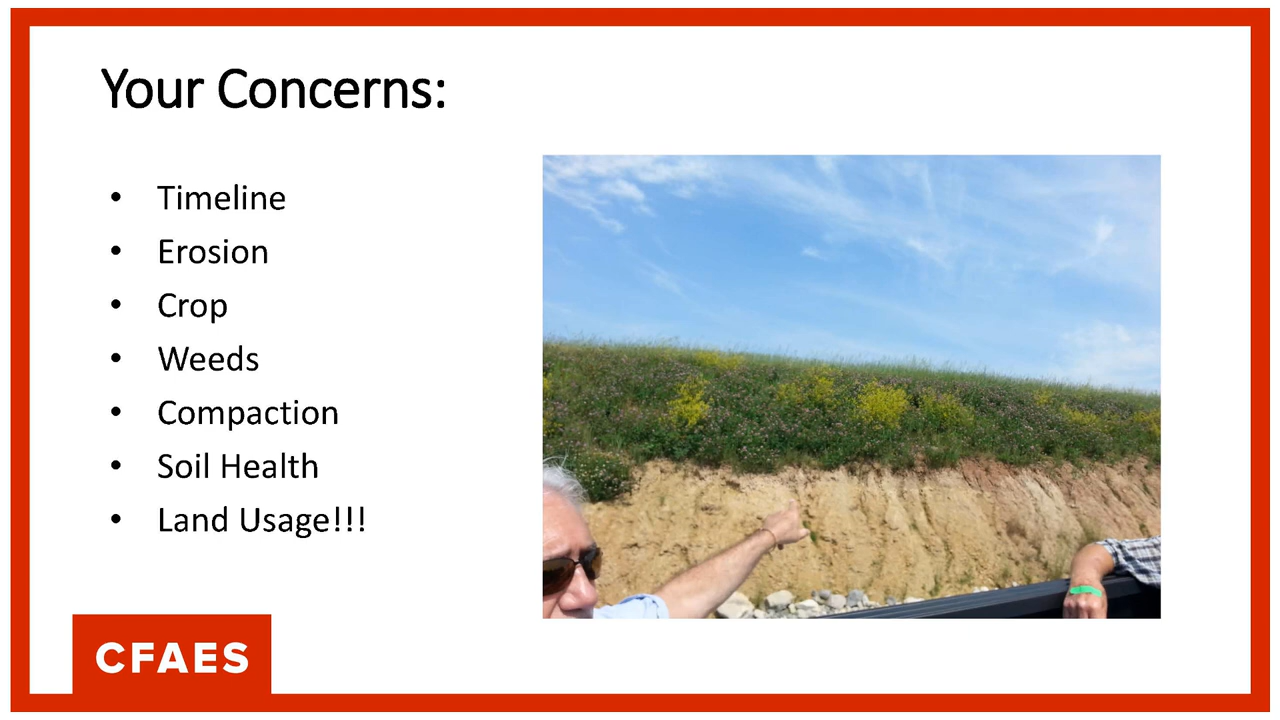 Your Concerns:
• Timeline
• Erosion
• Crop
• Weeds
• Compaction
• Soil Health
• Land Usage!!!
CFAES